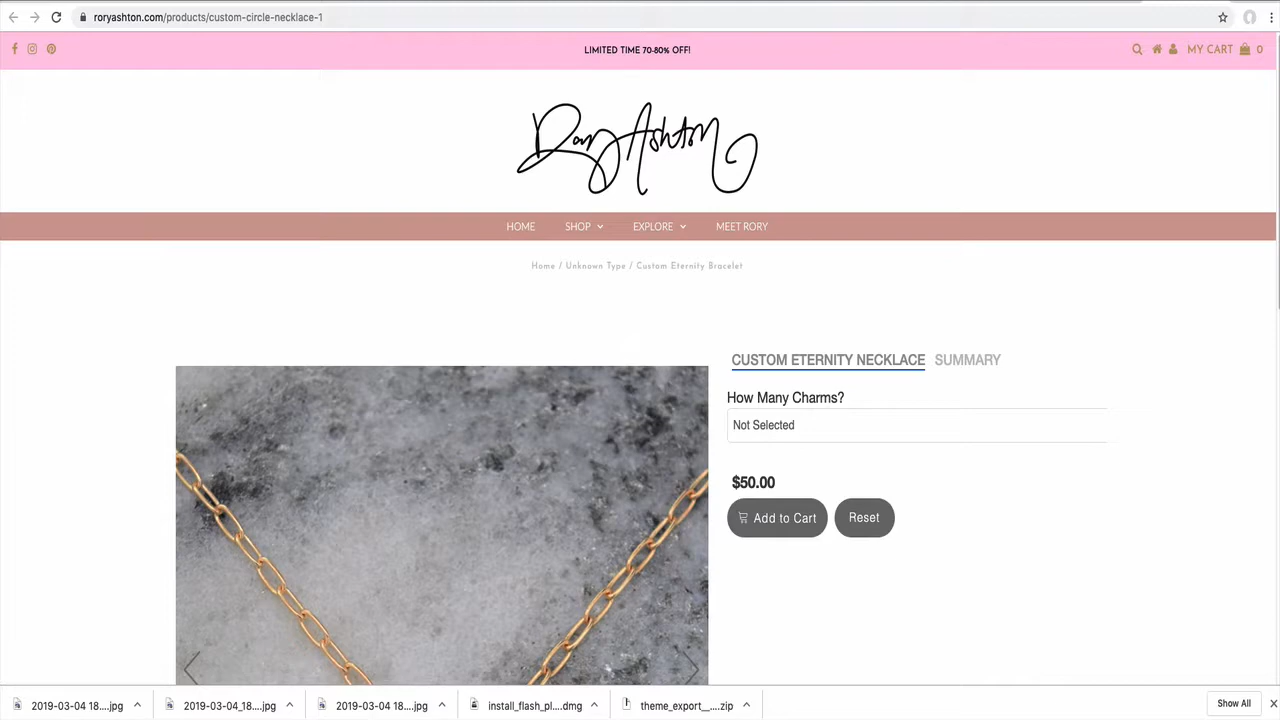 roryashton.com/products/custom-circle-necklace-1
LIMITED TIME 70-80% OFF!
MY CART 0
Rory Ashton
HOME SHOP EXPLORE MEET RORY
Home / Unknown Type / Custom Eternity Bracelet
CUSTOM ETERNITY NECKLACE SUMMARY
How Many Charms?
Not Selected
$50.00
Add to Cart Reset
2019-03-04 18....jpg 2019-03-04_18....jpg 2019-03-04 18....jpg install_flash_pl....dmg theme_export__....zip Show All